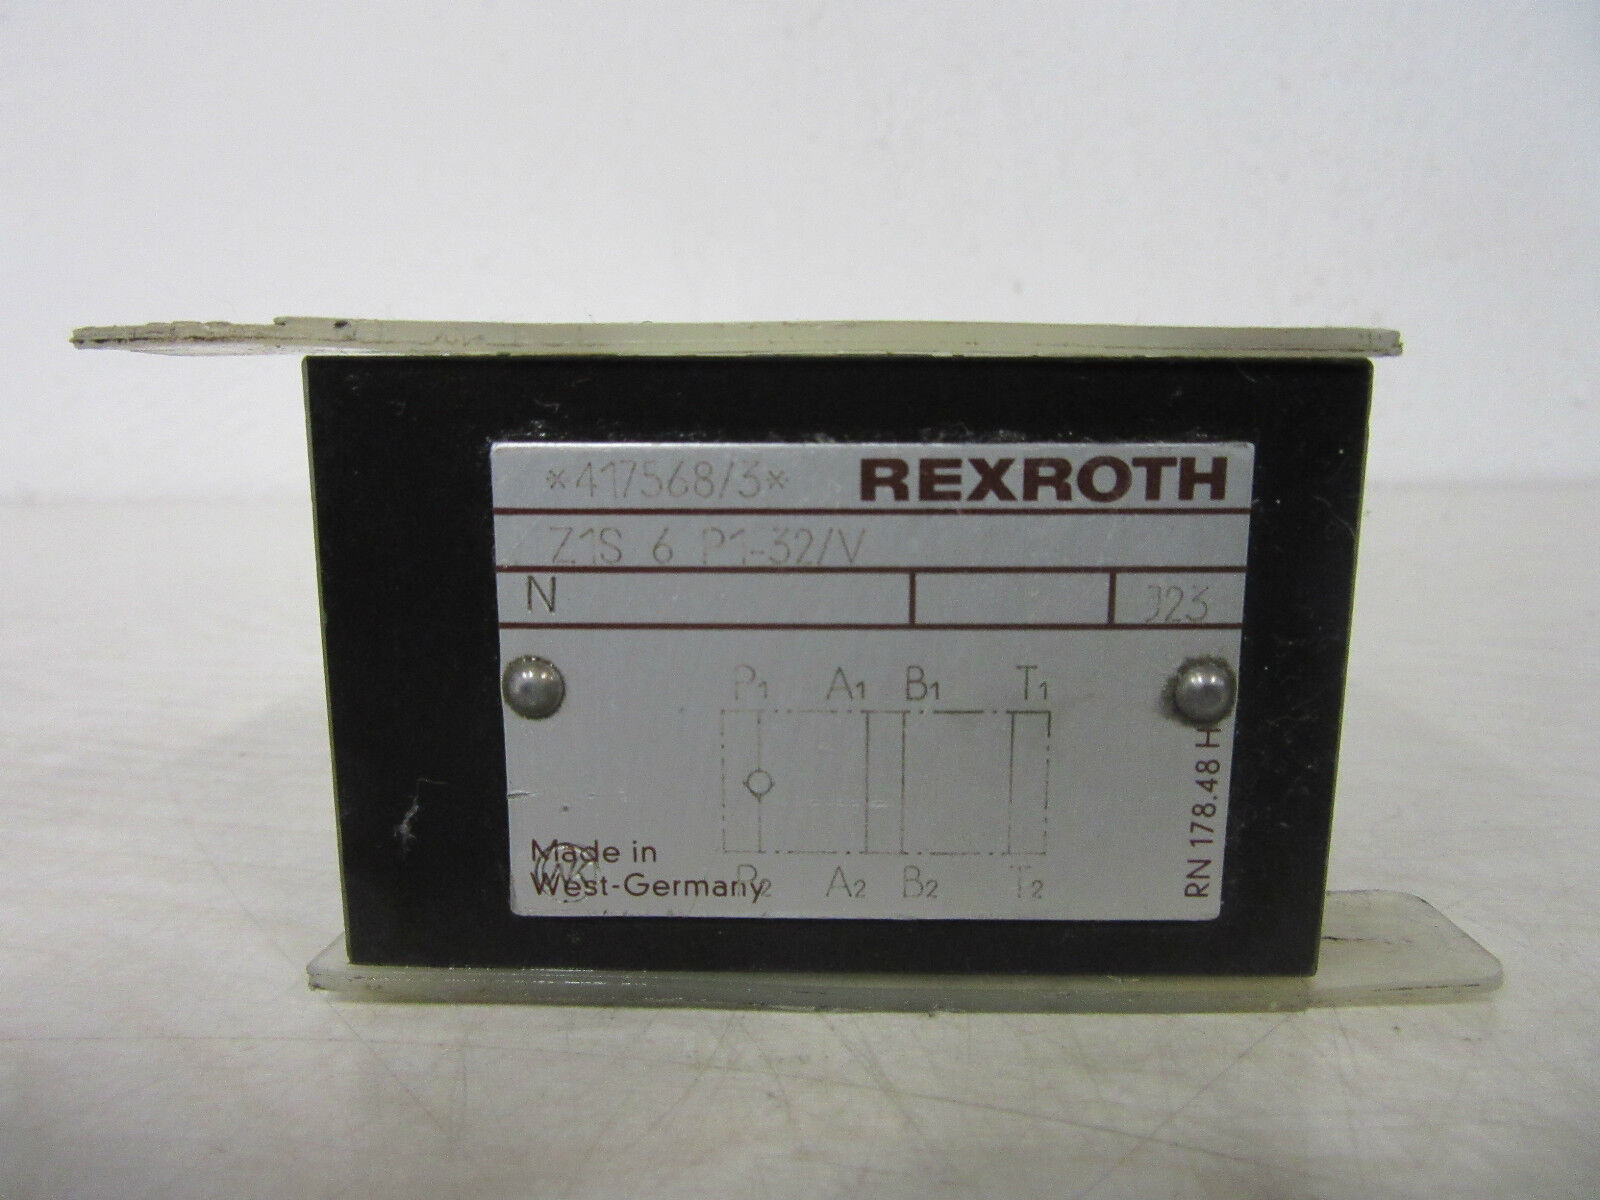 *417568/3* REXROTH
Z1S 6 P1-32/V
N
P1 A1 B1 T1
Made in
West-Germany
P2 A2 B2 T2
RN 178.48 H